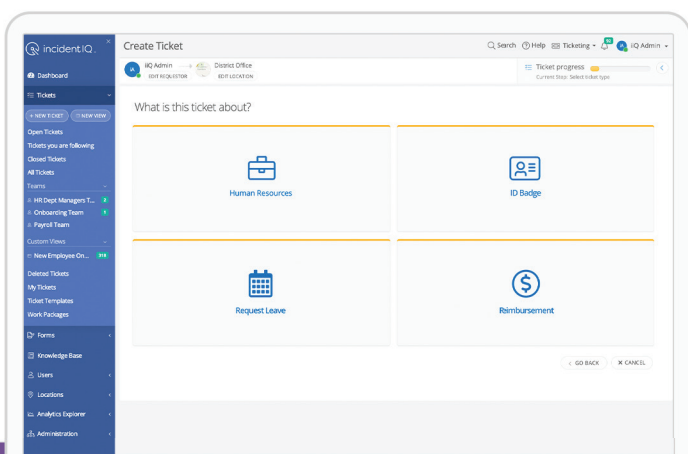 incidentIQ
Create Ticket
Search
Help
Ticketing
iiQ Admin
Dashboard
Tickets
+ NEW TICKET
NEW VIEW
Open Tickets
Tickets you are following
Closed Tickets
All Tickets
Teams
HR Dept Managers T...
2
Onboarding Team
Payroll Team
Custom Views
New Employee On...
Deleted Tickets
My Tickets
Ticket Templates
Work Packages
Forms
Knowledge Base
Users
Locations
Analytics Explorer
Administration
iiQ Admin
EDIT REQUESTOR
District Office
EDIT LOCATION
Ticket progress
Current Step: Select ticket type
What is this ticket about?
Human Resources
ID Badge
Request Leave
Reimbursement
GO BACK
CANCEL